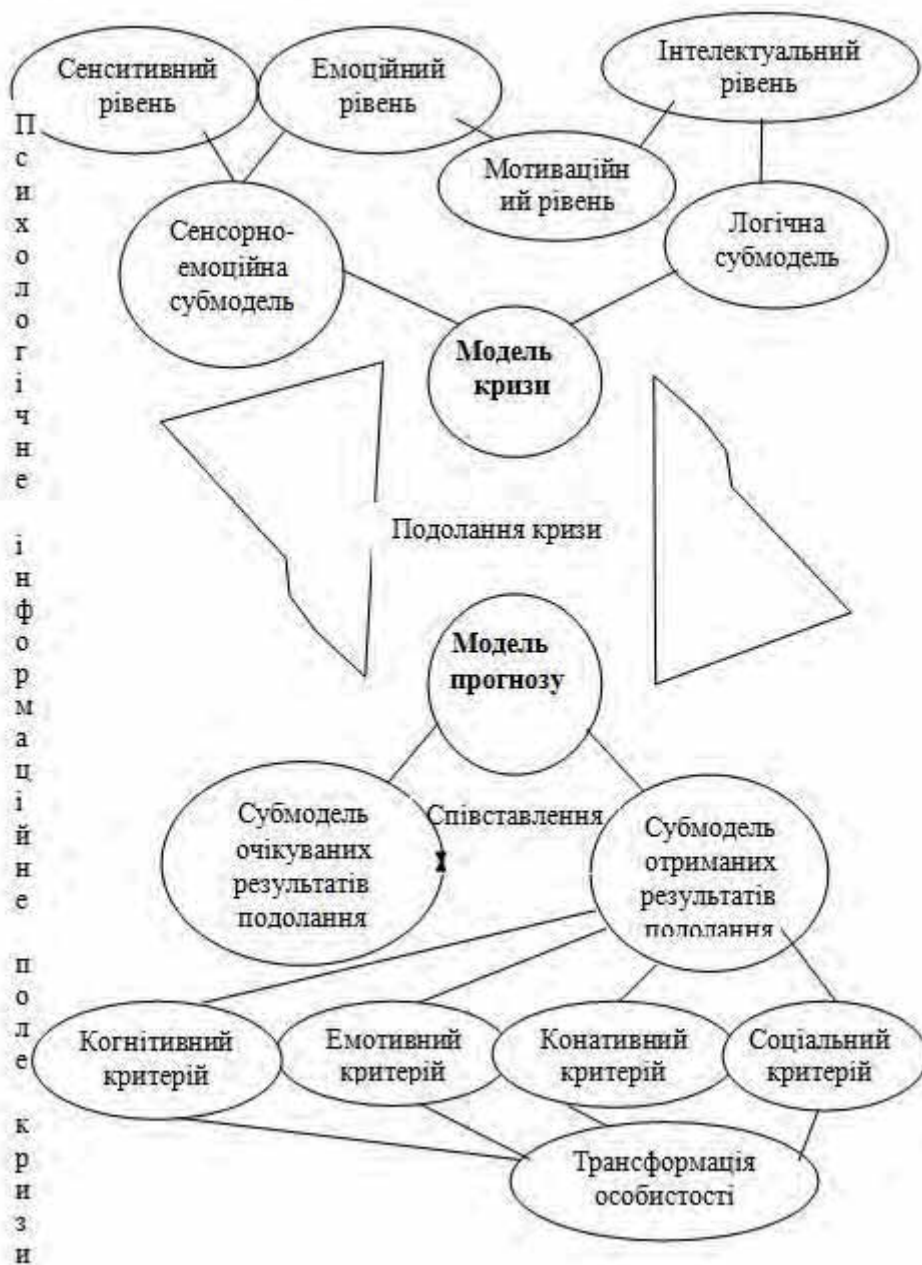 Сенситивний
рівень
Емоційний
рівень
Інтелектуальний
рівень
Мотиваційн
ий рівень
Сенсорно-
емоційна
субмодель
Логічна
субмодель
Модель
кризи
Подолання кризи
Модель
прогнозу
Співставлення
Субмодель
очікуваних
результатів
подолання
Субмодель
отриманих
результатів
подолання
Когнітивний
критерій
Емотивний
критерій
Конативний
критерій
Соціальний
критерій
Трансформація
особистості
Психологічне інформаційне поле кризи